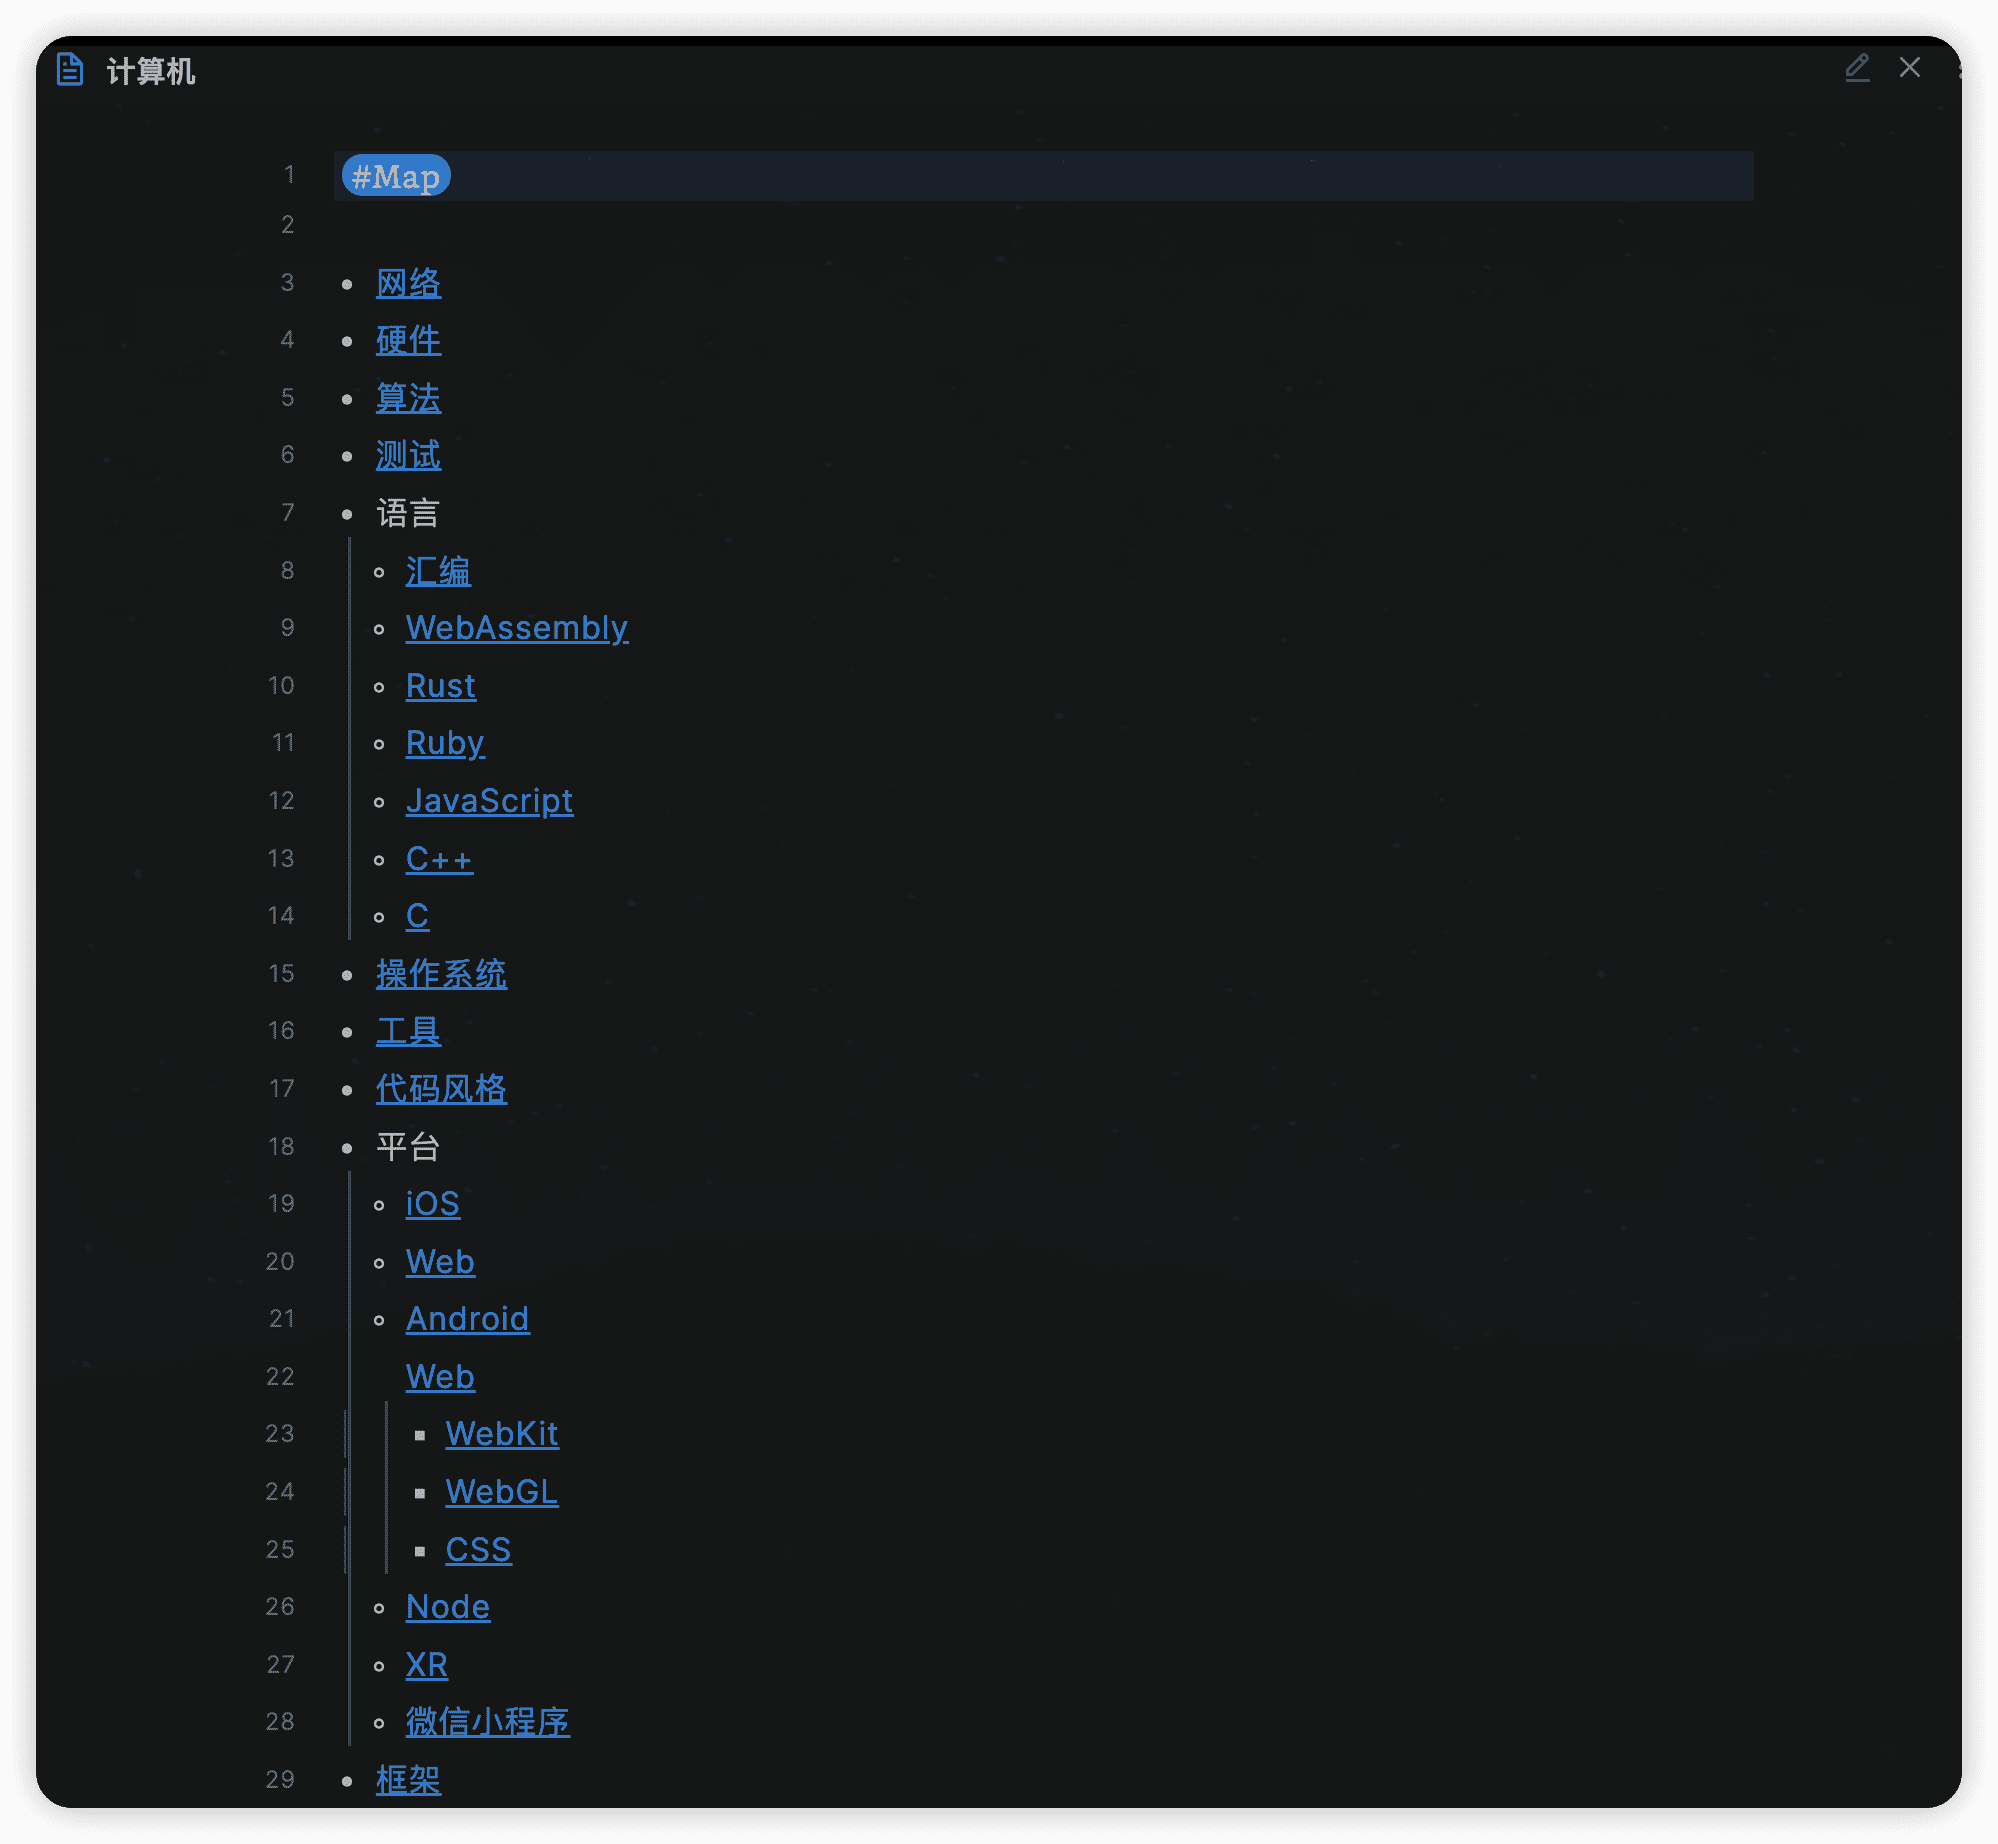 计算机
1 #Map
2
3 网络
4 硬件
5 算法
6 测试
7 语言
8 汇编
9 WebAssembly
10 Rust
11 Ruby
12 JavaScript
13 C++
14 C
15 操作系统
16 工具
17 代码风格
18 平台
19 iOS
20 Web
21 Android
22 Web
23 WebKit
24 WebGL
25 CSS
26 Node
27 XR
28 微信小程序
29 框架